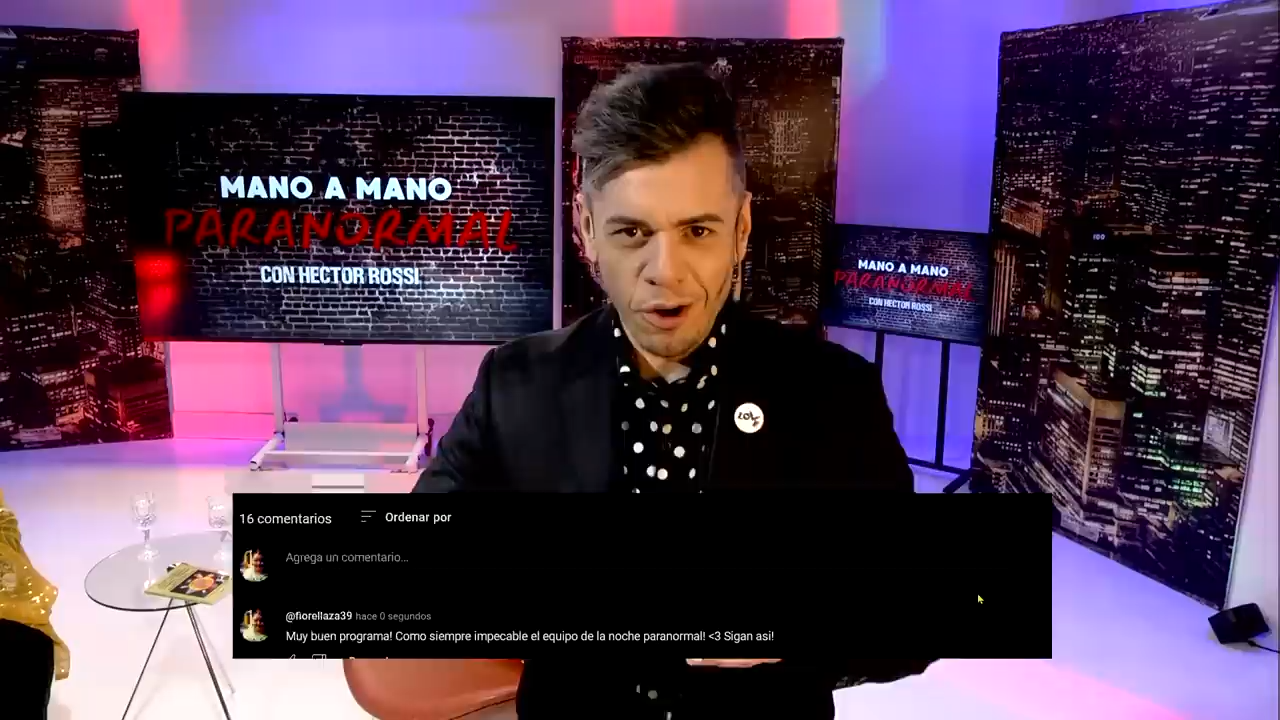 MANO A MANO
PARANORMAL
CON HECTOR ROSSI
MANO A MANO
PARANORMAL
CON HECTOR ROSSI
16 comentarios
Ordenar por
Agrega un comentario...
@fiorellaza39 hace 0 segundos
Muy buen programa! Como siempre impecable el equipo de la noche paranormal! <3 Sigan asi!